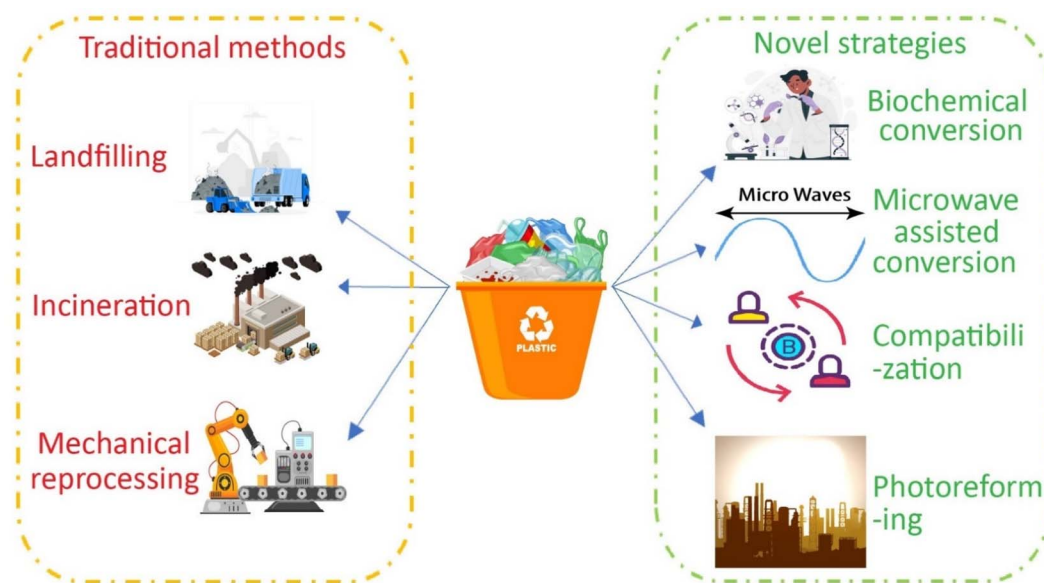 Traditional methods
Landfilling
Incineration
Mechanical
reprocessing
PLASTIC
Novel strategies
Biochemical
conversion
Micro Waves
Microwave
assisted
conversion
B
Compatibili
-zation
Photoreform
-ing